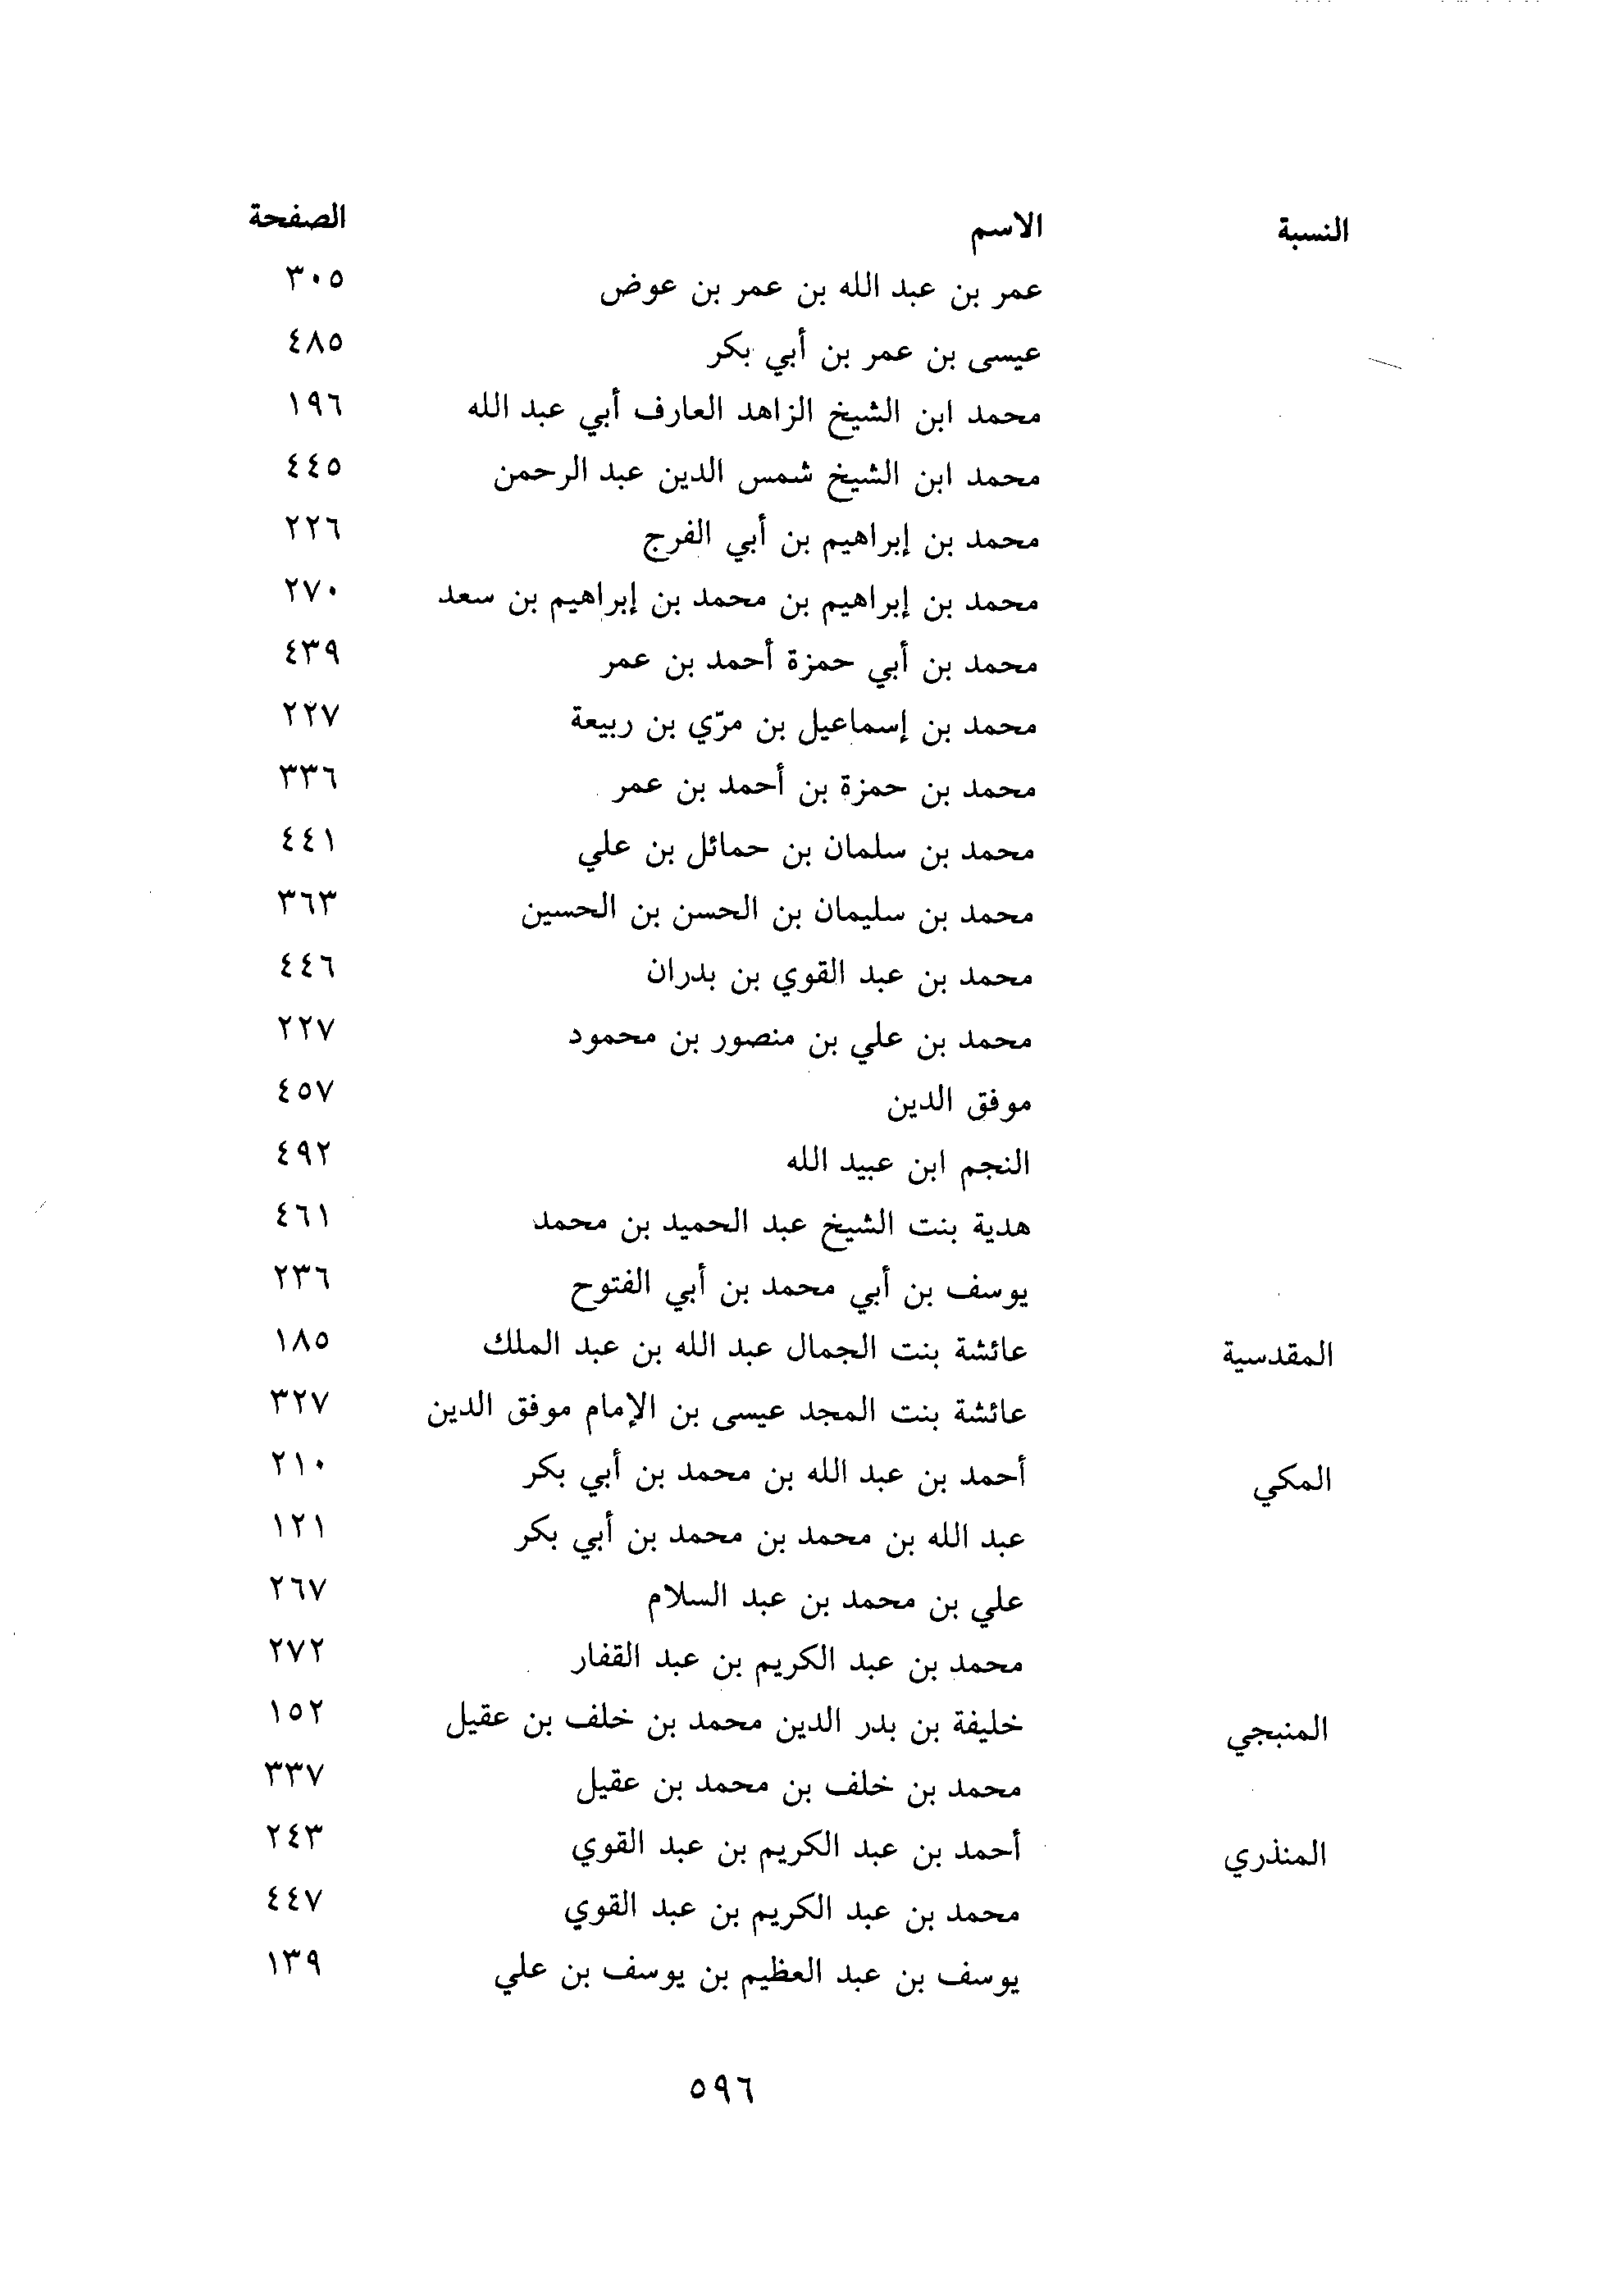 النسبة الاسم الصفحة
عمر بن عبد الله بن عمر بن عوض ٣٠٥
عيسى بن عمر بن أبي بكر ٤٨٥
محمد ابن الشيخ الزاهد العارف أبي عبد الله ١٩٦
محمد ابن الشيخ شمس الدين عبد الرحمن ٤٤٥
محمد بن إبراهيم بن أبي الفرج ٢٢٦
محمد بن إبراهيم بن محمد بن إبراهيم بن سعد ٢٧٠
محمد بن أبي حمزة أحمد بن عمر ٤٣٩
محمد بن إسماعيل بن مرّي بن ربيعة ٢٢٧
محمد بن حمزة بن أحمد بن عمر ٣٣٦
محمد بن سلمان بن حمائل بن علي ٤٤١
محمد بن سليمان بن الحسن بن الحسين ٣٦٣
محمد بن عبد القوي بن بدران ٤٤٦
محمد بن علي بن منصور بن محمود ٢٢٧
موفق الدين ٤٥٧
النجم ابن عبيد الله ٤٩٢
هدية بنت الشيخ عبد الحميد بن محمد ٤٦١
يوسف بن أبي محمد بن أبي الفتوح ٢٣٦
المقدسية عائشة بنت الجمال عبد الله بن عبد الملك ١٨٥
عائشة بنت المجد عيسى بن الإمام موفق الدين ٣٢٧
المكي أحمد بن عبد الله بن محمد بن أبي بكر ٢١٠
عبد الله بن محمد بن محمد بن أبي بكر ١٢١
علي بن محمد بن عبد السلام ٢٦٧
محمد بن عبد الكريم بن عبد القفار ٢٧٢
المنبجي خليفة بن بدر الدين محمد بن خلف بن عقيل ١٥٢
محمد بن خلف بن محمد بن عقيل ٣٣٧
المنذري أحمد بن عبد الكريم بن عبد القوي ٢٤٣
محمد بن عبد الكريم بن عبد القوي ٤٤٧
يوسف بن عبد العظيم بن يوسف بن علي ١٣٩
٥٩٦